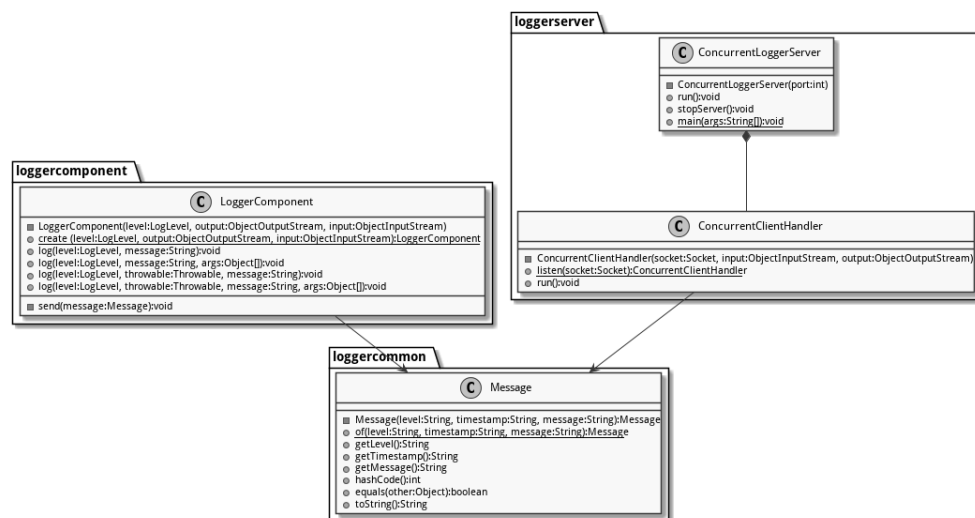 loggerserver
C ConcurrentLoggerServer
ConcurrentLoggerServer(port:int)
run():void
stopServer():void
main(args:String[]):void
loggercomponent
C LoggerComponent
LoggerComponent(level:LogLevel, output:ObjectOutputStream, input:ObjectInputStream)
create (level:LogLevel, output:ObjectOutputStream, input:ObjectInputStream):LoggerComponent
log(level:LogLevel, message:String):void
log(level:LogLevel, message:String, args:Object[]):void
log(level:LogLevel, throwable:Throwable, message:String):void
log(level:LogLevel, throwable:Throwable, message:String, args:Object[]):void
send(message:Message):void
C ConcurrentClientHandler
ConcurrentClientHandler(socket:Socket, input:ObjectInputStream, output:ObjectOutputStream)
listen(socket:Socket):ConcurrentClientHandler
run():void
loggercommon
C Message
Message(level:String, timestamp:String, message:String):Message
of(level:String, timestamp:String, message:String):Message
getLevel():String
getTimestamp():String
getMessage():String
hashCode():int
equals(other:Object):boolean
toString():String